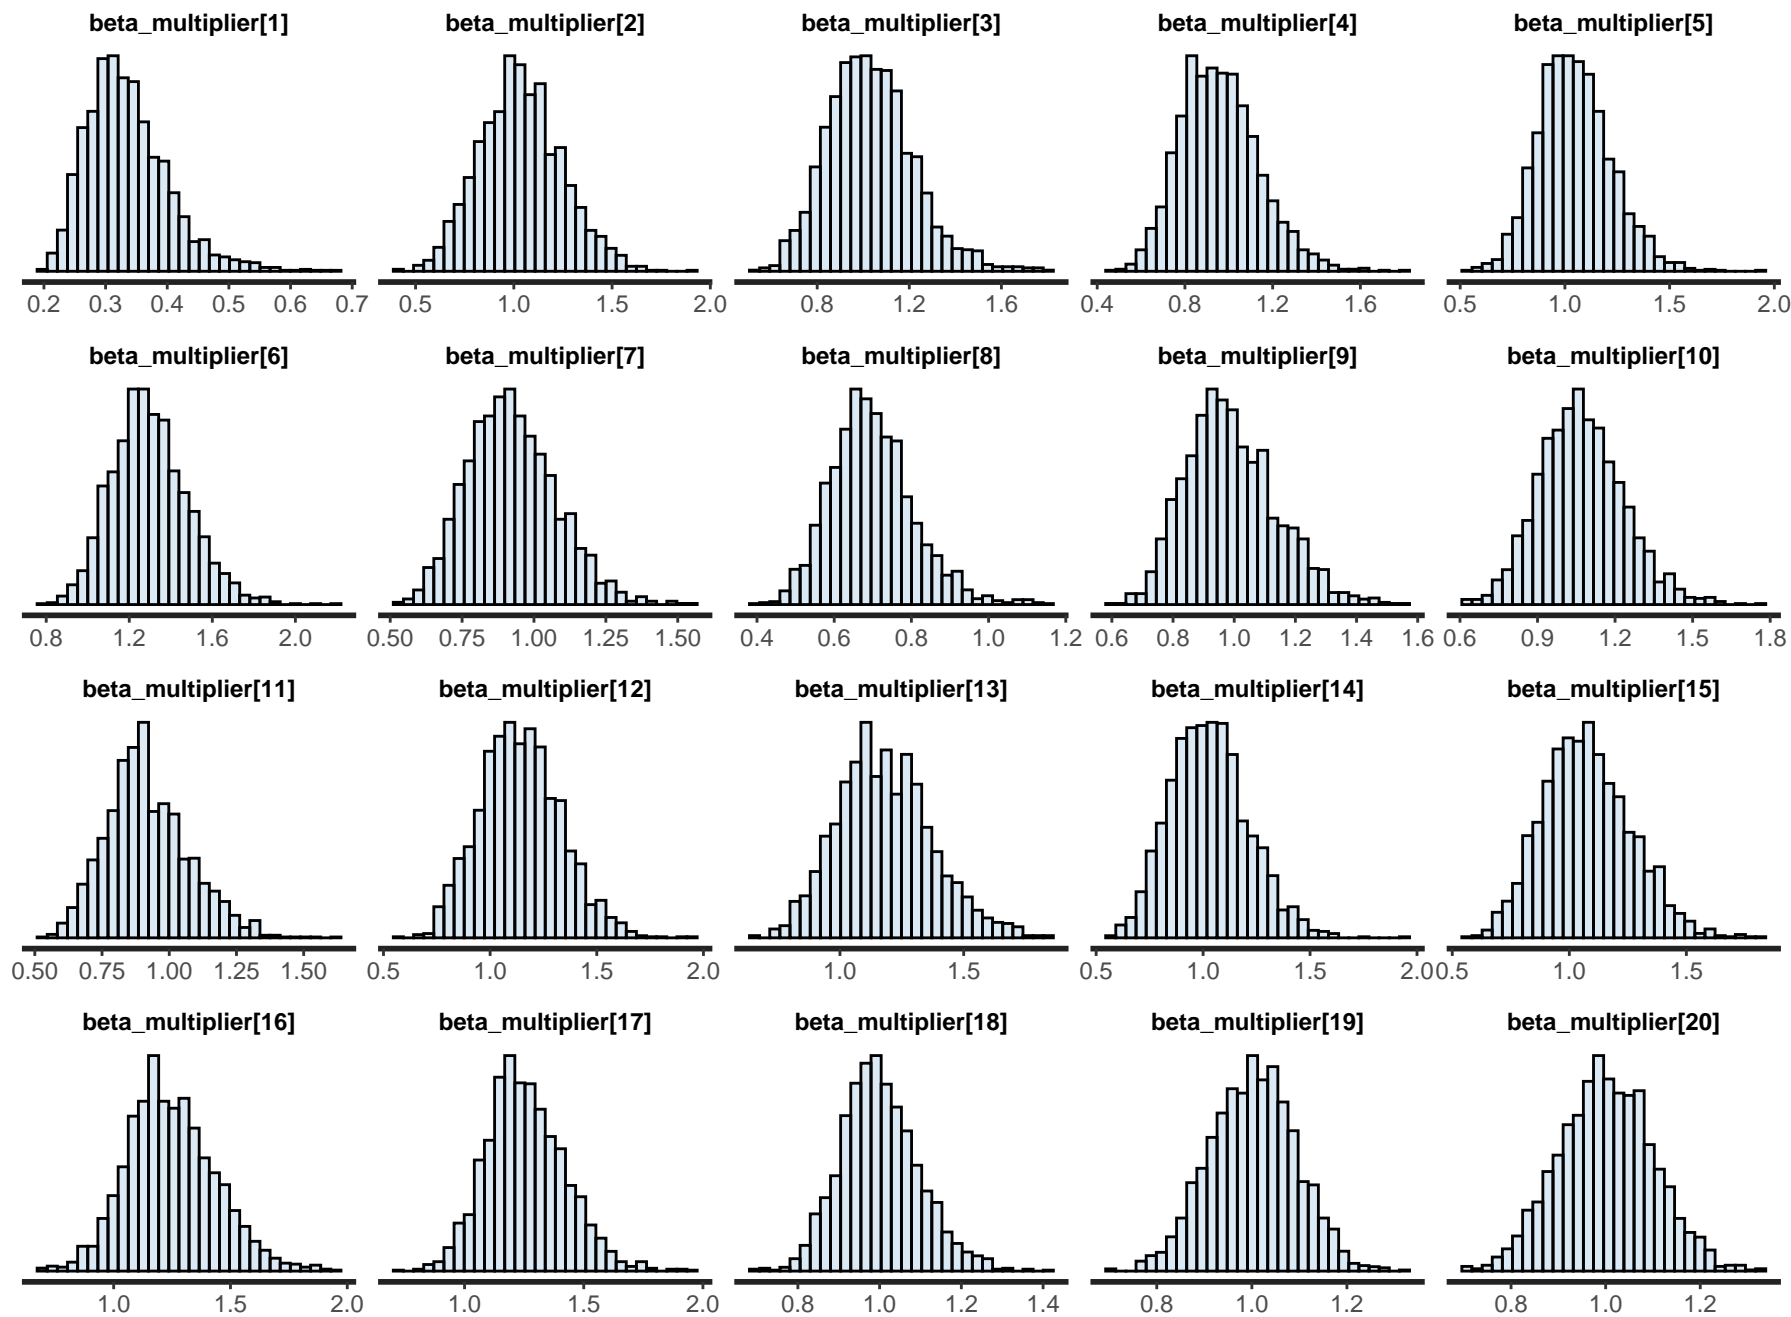 beta_multiplier[1] beta_multiplier[2] beta_multiplier[3] beta_multiplier[4] beta_multiplier[5]
0.2 0.3 0.4 0.5 0.6 0.7 0.5 1.0 1.5 2.0 0.8 1.2 1.6 0.4 0.8 1.2 1.6 0.5 1.0 1.5 2.0
beta_multiplier[6] beta_multiplier[7] beta_multiplier[8] beta_multiplier[9] beta_multiplier[10]
0.8 1.2 1.6 2.0 0.50 0.75 1.00 1.25 1.50 0.4 0.6 0.8 1.0 1.2 0.6 0.8 1.0 1.2 1.4 1.6 0.6 0.9 1.2 1.5 1.8
beta_multiplier[11] beta_multiplier[12] beta_multiplier[13] beta_multiplier[14] beta_multiplier[15]
0.50 0.75 1.00 1.25 1.50 0.5 1.0 1.5 2.0 1.0 1.5 0.5 1.0 1.5 2.0 0.5 1.0 1.5
beta_multiplier[16] beta_multiplier[17] beta_multiplier[18] beta_multiplier[19] beta_multiplier[20]
1.0 1.5 2.0 1.0 1.5 2.0 0.8 1.0 1.2 1.4 0.8 1.0 1.2 0.8 1.0 1.2